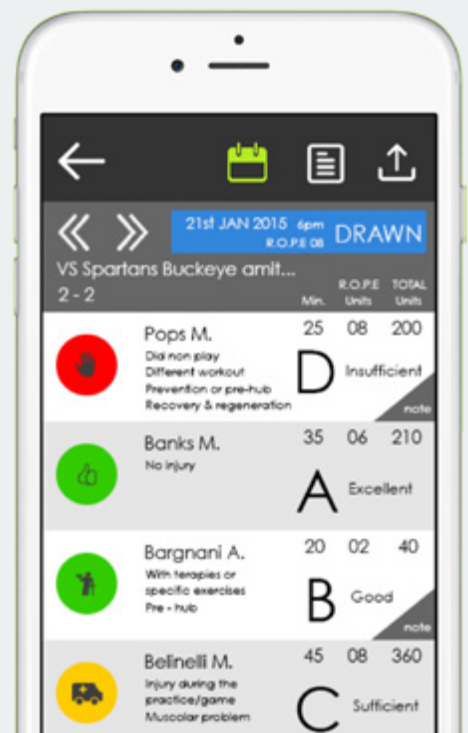 21st JAN 2015 6pm
R.O.P.E 08
DRAWN
VS Spartans Buckeye amit...
2 - 2
Min.
R.O.P.E Units
TOTAL Units
Pops M.
25 08 200
Did non play
Different workout
Prevention or pre-hub
Recovery & regeneration
D Insufficient
note
Banks M.
35 06 210
No injury
A Excellent
Bargnani A.
20 02 40
With terapies or
specific exercises
Pre - hub
B Good
note
Belinelli M.
45 08 360
Injury during the
practice/game
Muscolar problem
C Sufficient